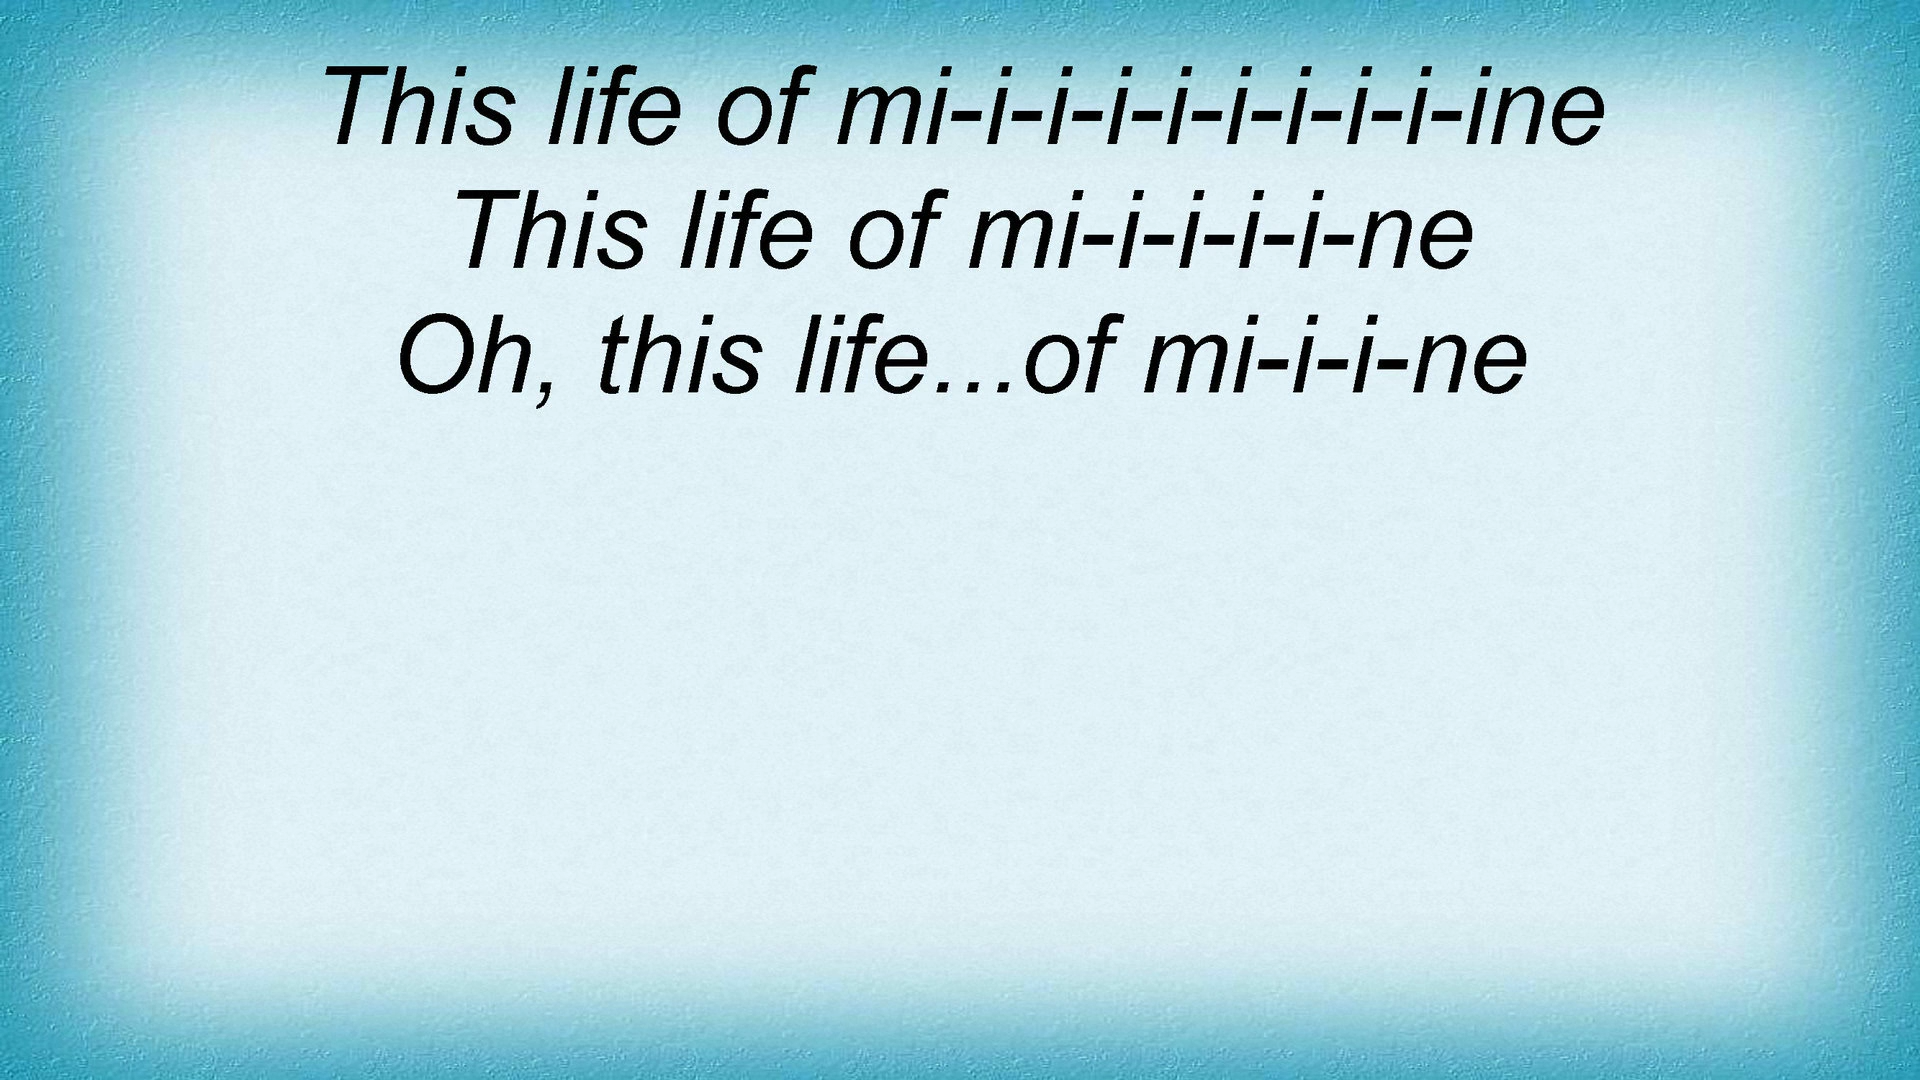 This life of mi-i-i-i-i-i-i-i-i-ine
This life of mi-i-i-i-i-ne
Oh, this life...of mi-i-i-ne